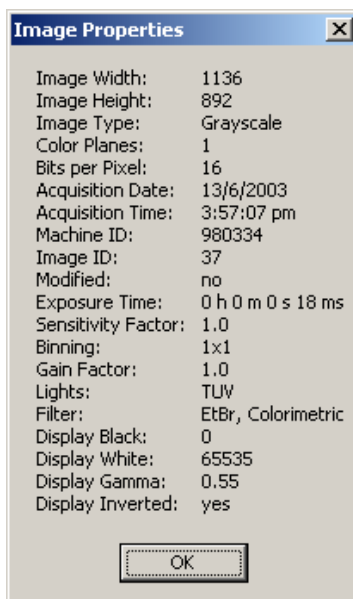 Image Properties
Image Width: 1136
Image Height: 892
Image Type: Grayscale
Color Planes: 1
Bits per Pixel: 16
Acquisition Date: 13/6/2003
Acquisition Time: 3:57:07 pm
Machine ID: 980334
Image ID: 37
Modified: no
Exposure Time: 0 h 0 m 0 s 18 ms
Sensitivity Factor: 1.0
Binning: 1x1
Gain Factor: 1.0
Lights: TUV
Filter: EtBr, Colorimetric
Display Black: 0
Display White: 65535
Display Gamma: 0.55
Display Inverted: yes
OK